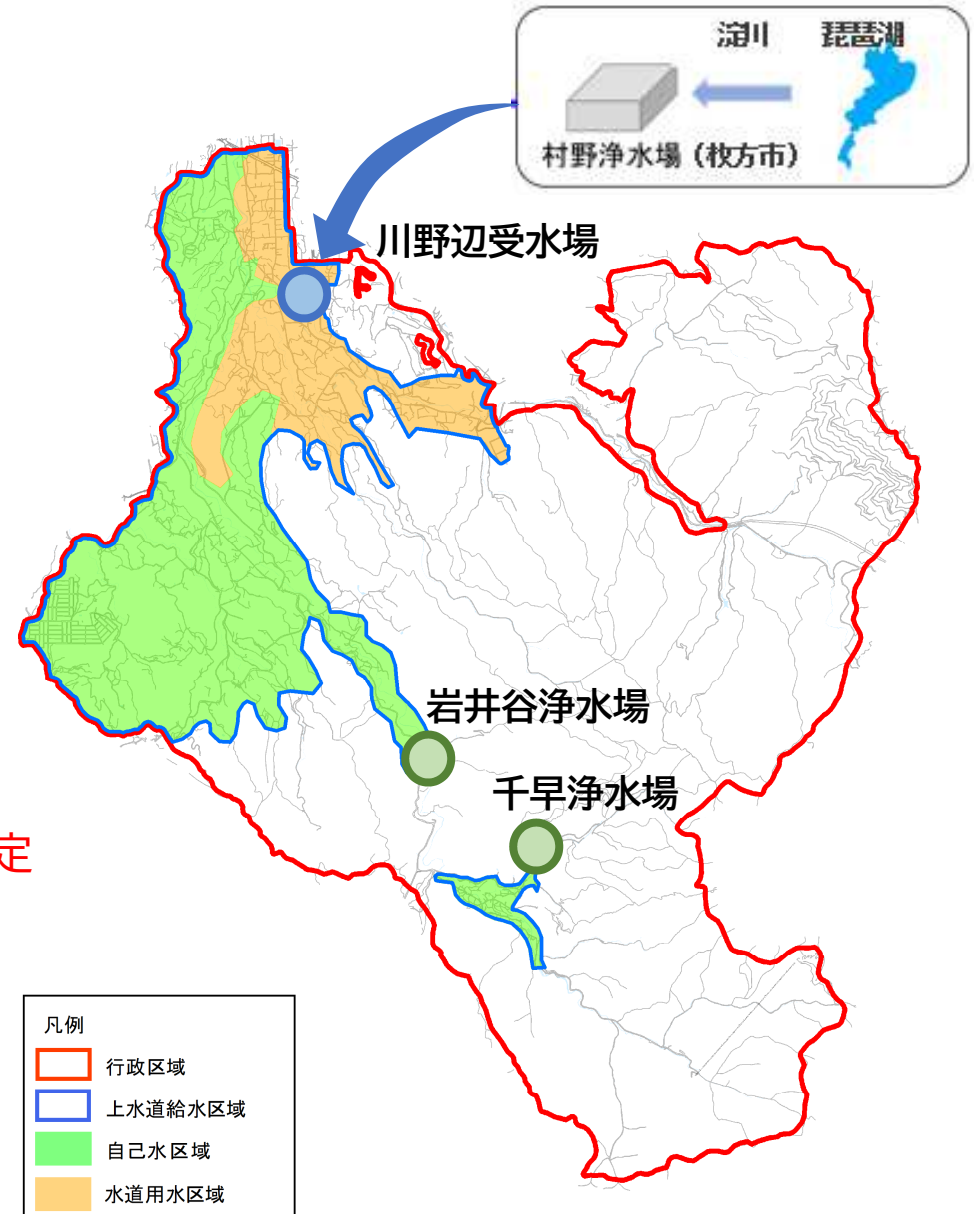 淀川 琵琶湖
村野浄水場（枚方市）
川野辺受水場
岩井谷浄水場
千早浄水場
定
凡例
行政区域
上水道給水区域
自己水区域
水道用水区域